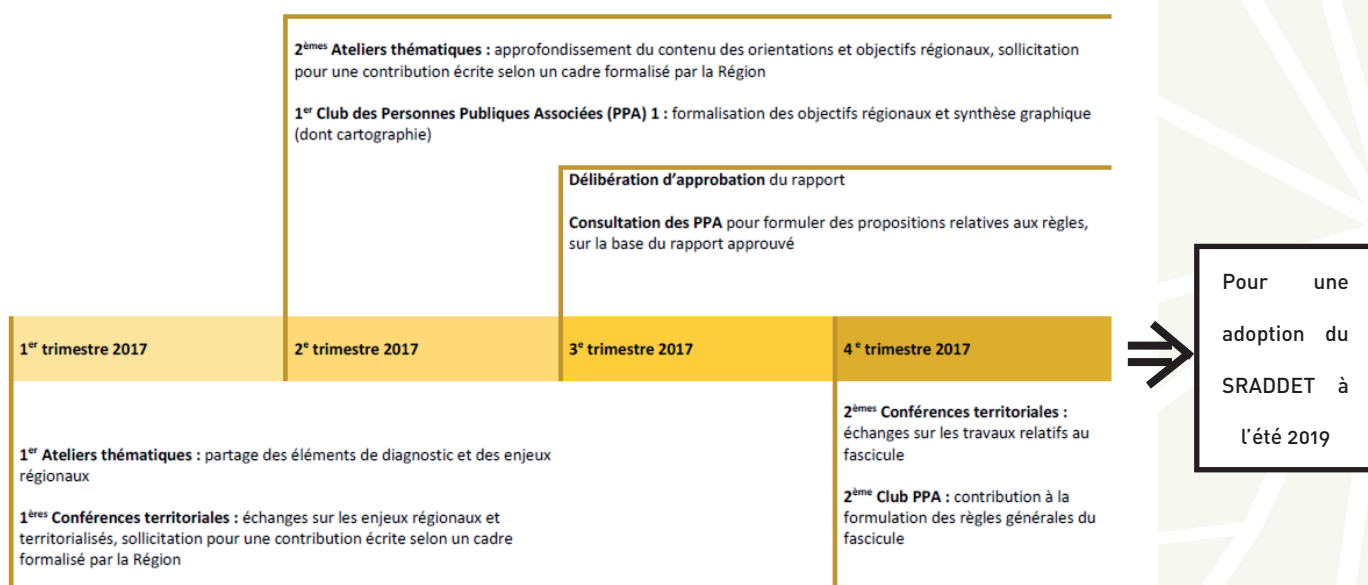 2èmes Ateliers thématiques : approfondissement du contenu des orientations et objectifs régionaux, sollicitation
pour une contribution écrite selon un cadre formalisé par la Région
1er Club des Personnes Publiques Associées (PPA) 1 : formalisation des objectifs régionaux et synthèse graphique
(dont cartographie)
Délibération d'approbation du rapport
Consultation des PPA pour formuler des propositions relatives aux règles,
sur la base du rapport approuvé
1er trimestre 2017
2e trimestre 2017
3e trimestre 2017
4 e trimestre 2017
1er Ateliers thématiques : partage des éléments de diagnostic et des enjeux
régionaux
1ères Conférences territoriales : échanges sur les enjeux régionaux et
territorialisés, sollicitation pour une contribution écrite selon un cadre
formalisé par la Région
2èmes Conférences territoriales :
échanges sur les travaux relatifs au
fascicule
2ème Club PPA : contribution à la
formulation des règles générales du
fascicule
Pour une
adoption du
SRADDET à
l'été 2019